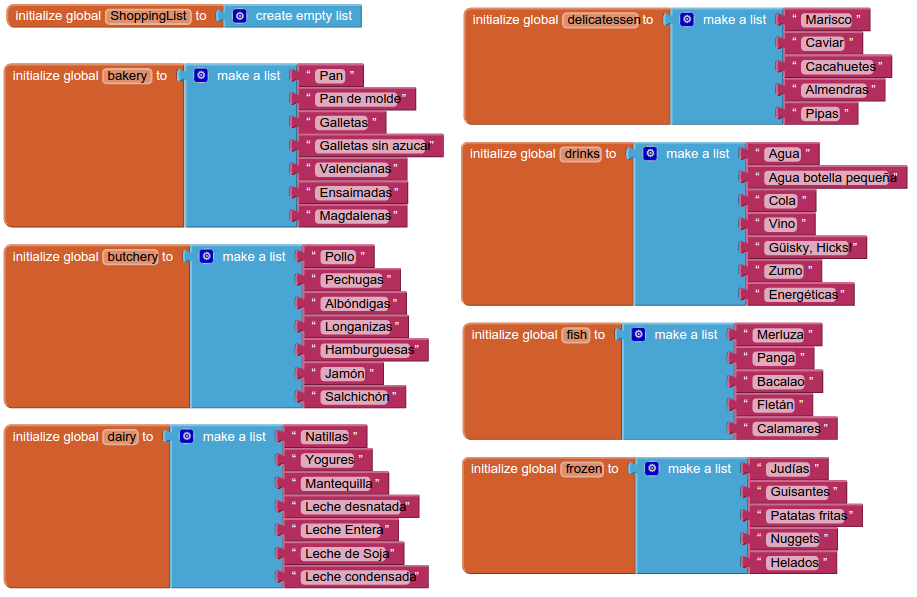 initialize global ShoppingList to create empty list
initialize global bakery to make a list " Pan "
" Pan de molde "
" Galletas "
" Galletas sin azucar "
" Valencianas "
" Ensaimadas "
" Magdalenas "
initialize global butchery to make a list " Pollo "
" Pechugas "
" Albóndigas "
" Longanizas "
" Hamburguesas "
" Jamón "
" Salchichón "
initialize global dairy to make a list " Natillas "
" Yogures "
" Mantequilla "
" Leche desnatada "
" Leche Entera "
" Leche de Soja "
" Leche condensada "
initialize global delicatessen to make a list " Marisco "
" Caviar "
" Cacahuetes "
" Almendras "
" Pipas "
initialize global drinks to make a list " Agua "
" Agua botella pequeña "
" Cola "
" Vino "
" Güisky, Hicks! "
" Zumo "
" Energéticas "
initialize global fish to make a list " Merluza "
" Panga "
" Bacalao "
" Fletán "
" Calamares "
initialize global frozen to make a list " Judías "
" Guisantes "
" Patatas fritas "
" Nuggets "
" Helados "